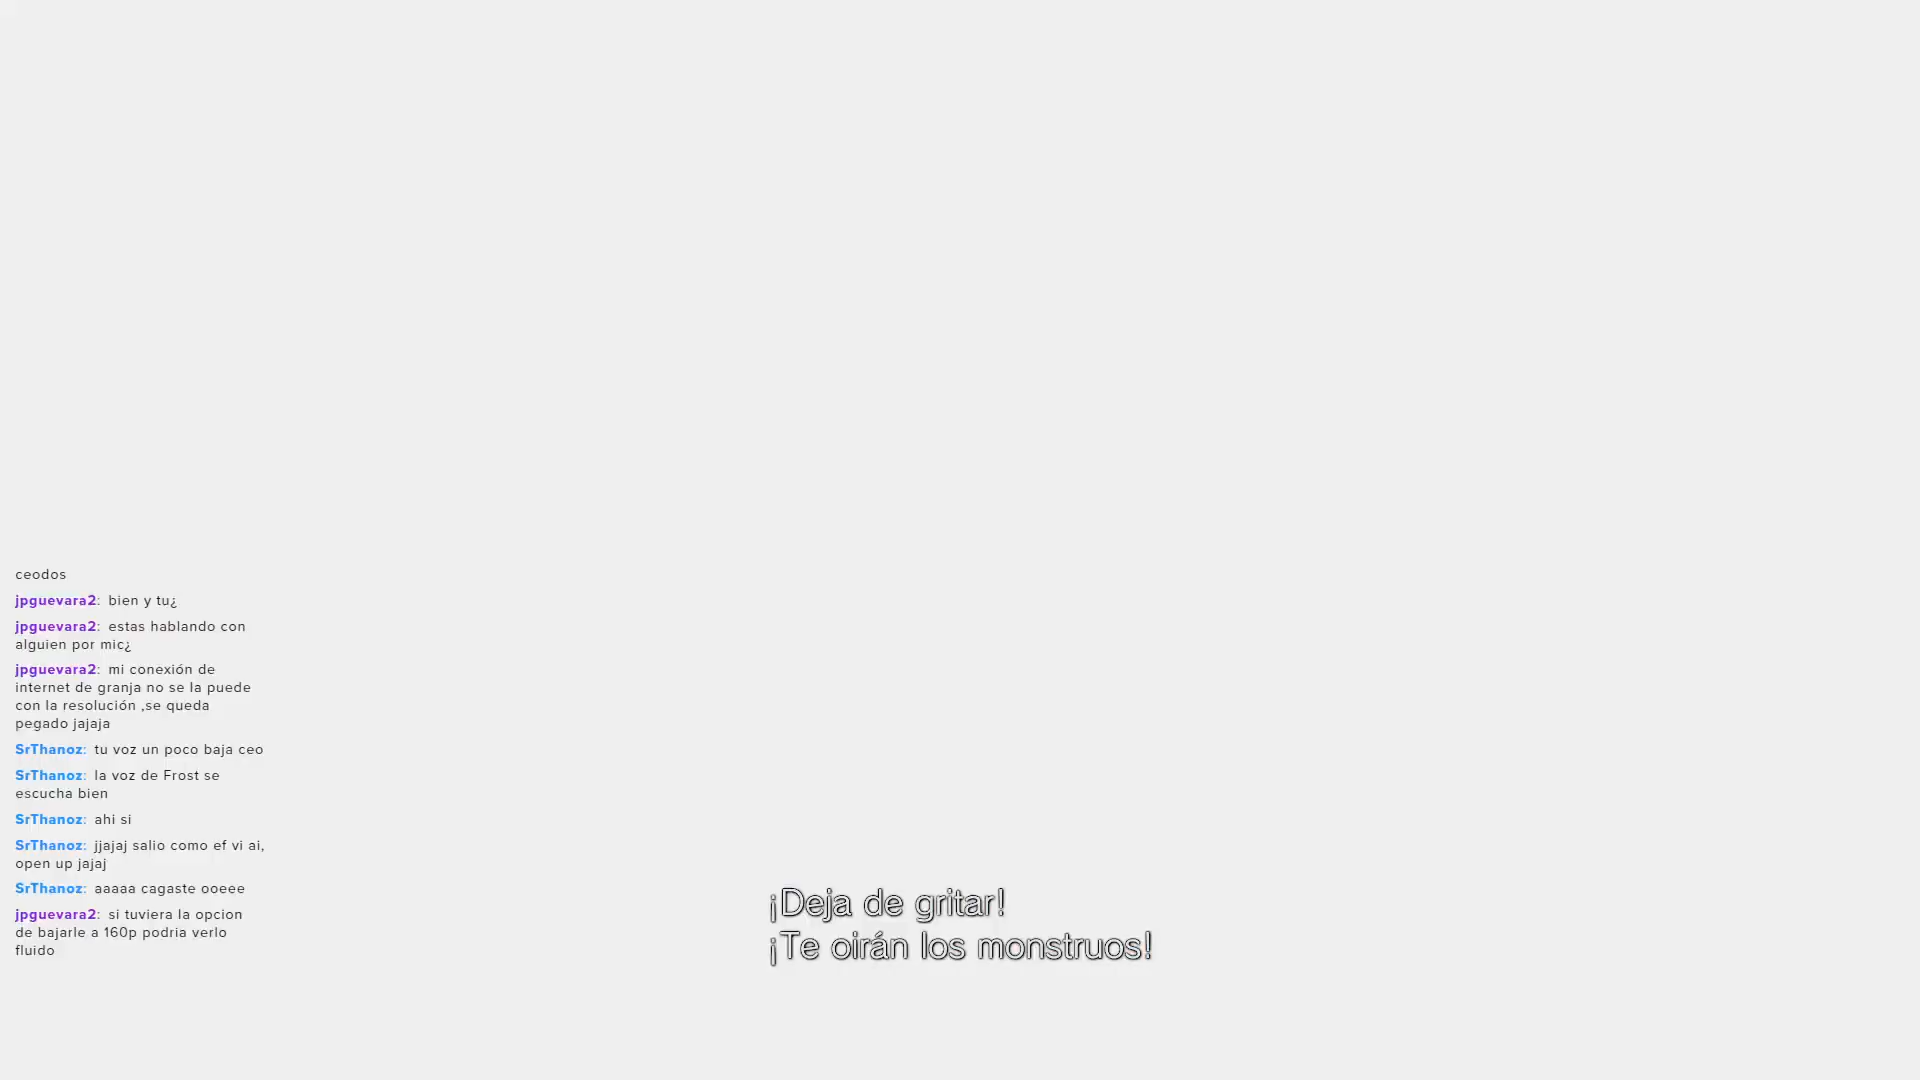 ceodos
jpguevara2: bien y tu¿
jpguevara2: estas hablando con
alguien por mic¿
jpguevara2: mi conexión de
internet de granja no se la puede
con la resolución ,se queda
pegado jajaja
SrThanoz: tu voz un poco baja ceo
SrThanoz: la voz de Frost se
escucha bien
SrThanoz: ahi si
SrThanoz: jjajaj salio como ef vi ai,
open up jajaj
SrThanoz: aaaaa cagaste ooeee
jpguevara2: si tuviera la opcion
de bajarle a 160p podria verlo
fluido
¡Deja de gritar!
¡Te oirán los monstruos!